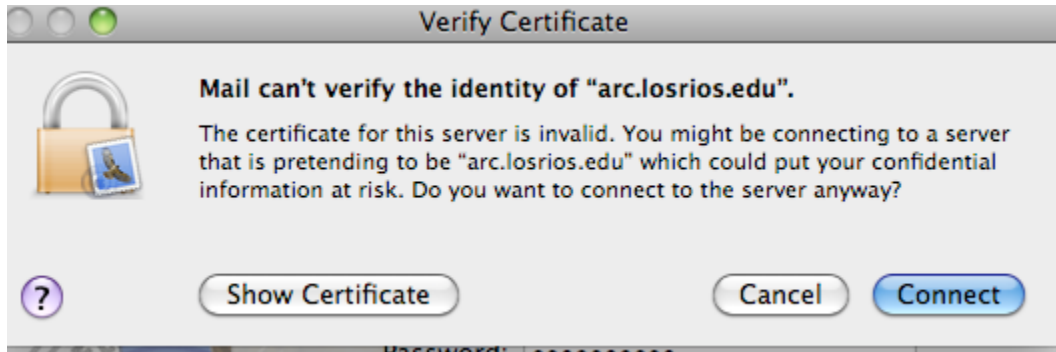 Verify Certificate
Mail can't verify the identity of “arc.losrios.edu”.
The certificate for this server is invalid. You might be connecting to a server
that is pretending to be “arc.losrios.edu” which could put your confidential
information at risk. Do you want to connect to the server anyway?
? Show Certificate Cancel Connect
Password: ••••••••••